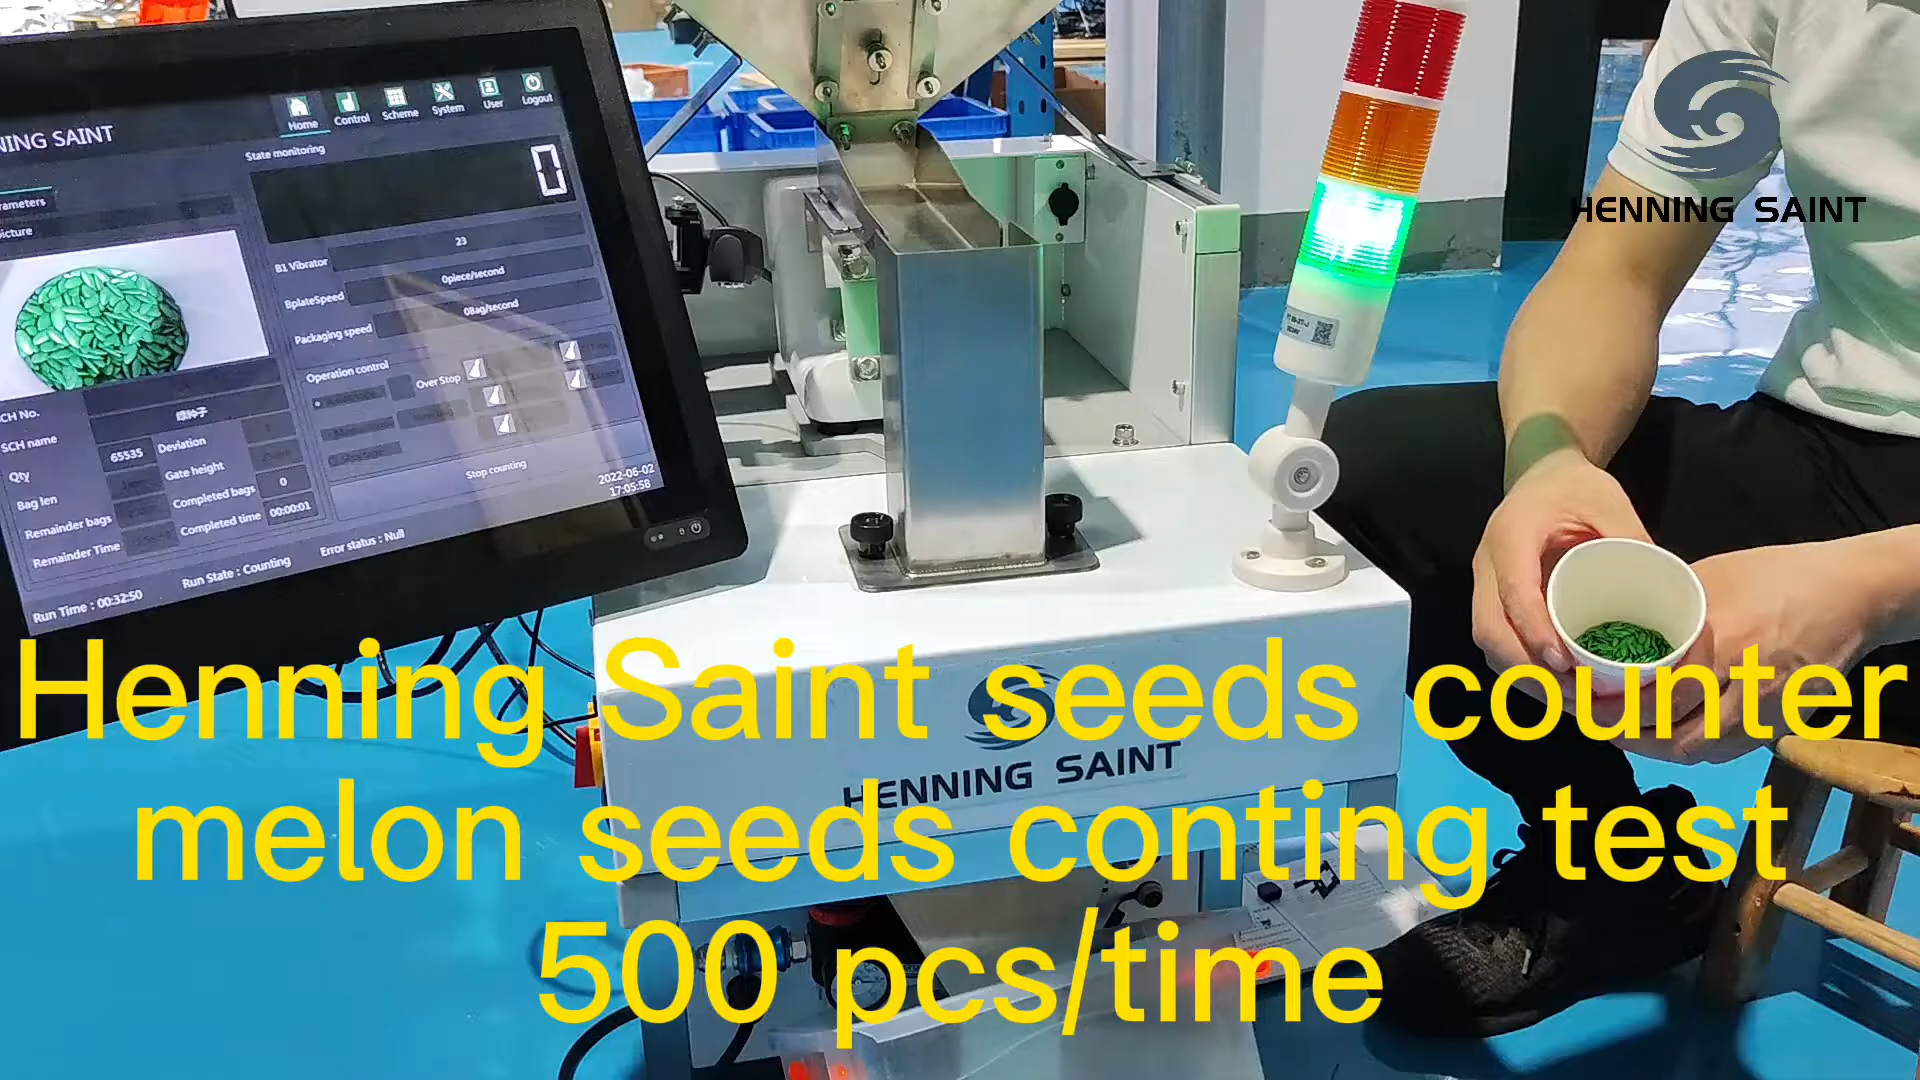 NING SAINT
Home
Control
Scheme
System
User
Logout
rameters
icture
State monitoring
0
B1 Vibrator
23
BplateSpeed
0piece/second
Packaging speed
0Bag/second
Operation control
Over Stop
Stop counting
2022-06-02
17:05:58
CH No.
SCH name
绿种子
Qty
65535
Deviation
Bag len
Gate height
Remainder bags
Completed bags
0
Remainder Time
Completed time
00:00:01
Run Time : 00:32:50
Run State : Counting
Error status : Null
HENNING SAINT
Henning Saint seeds counter
HENNING SAINT
melon seeds conting test
500 pcs/time